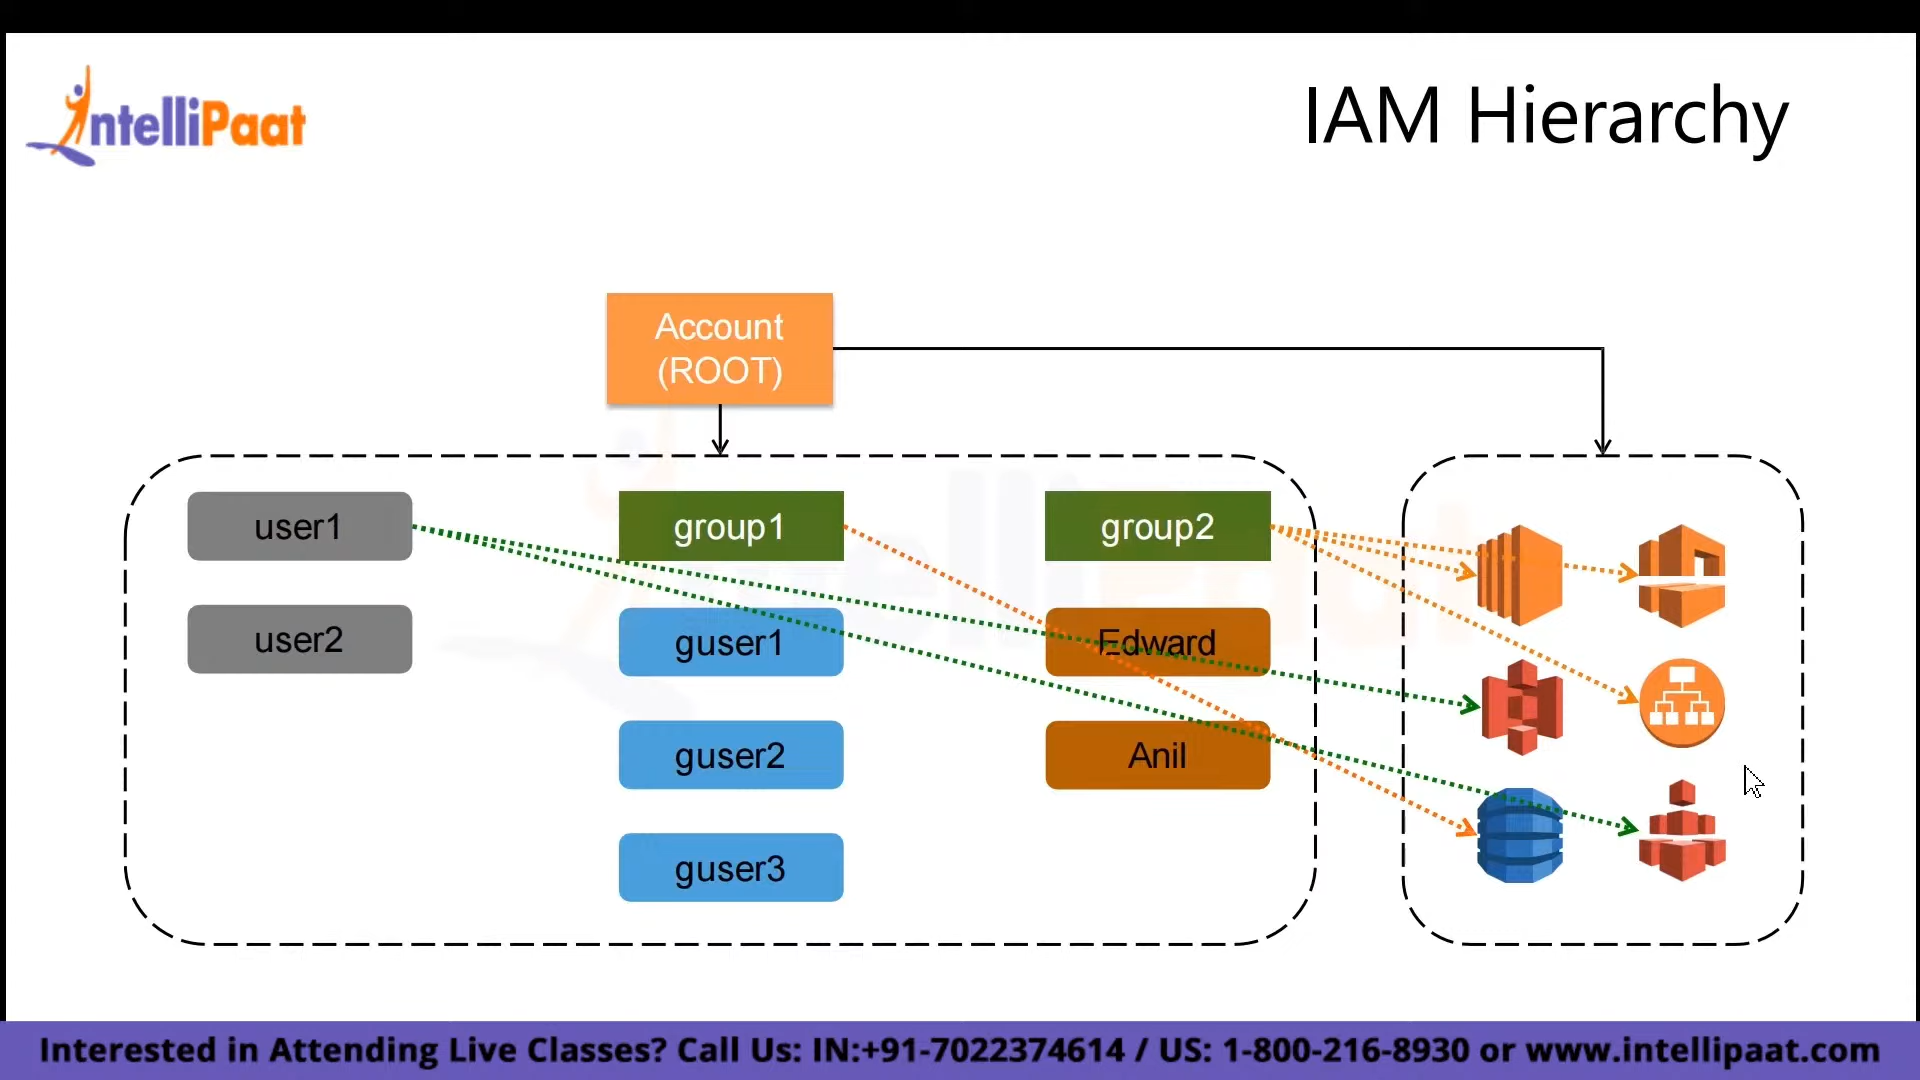 IntelliPaat
IAM Hierarchy
Account
(ROOT)
user1
group1
group2
user2
guser1
Edward
guser2
Anil
guser3
Interested in Attending Live Classes? Call Us: IN:+91-7022374614 / US: 1-800-216-8930 or www.intellipaat.com